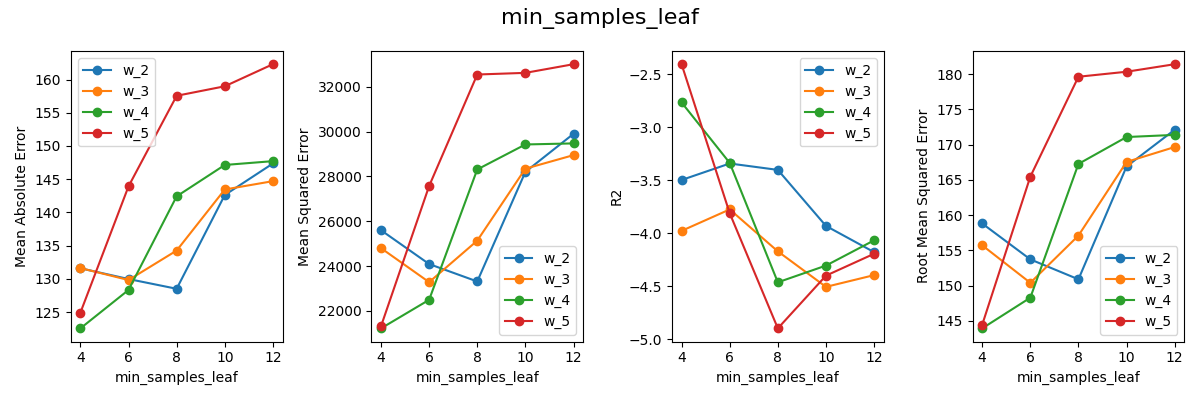 min_samples_leaf
Mean Absolute Error
160
155
150
145
140
135
130
125
4 6 8 10 12
min_samples_leaf
w_2
w_3
w_4
w_5
Mean Squared Error
32000
30000
28000
26000
24000
22000
4 6 8 10 12
min_samples_leaf
w_2
w_3
w_4
w_5
R2
−2.5
−3.0
−3.5
−4.0
−4.5
−5.0
4 6 8 10 12
min_samples_leaf
w_2
w_3
w_4
w_5
Root Mean Squared Error
180
175
170
165
160
155
150
145
4 6 8 10 12
min_samples_leaf
w_2
w_3
w_4
w_5